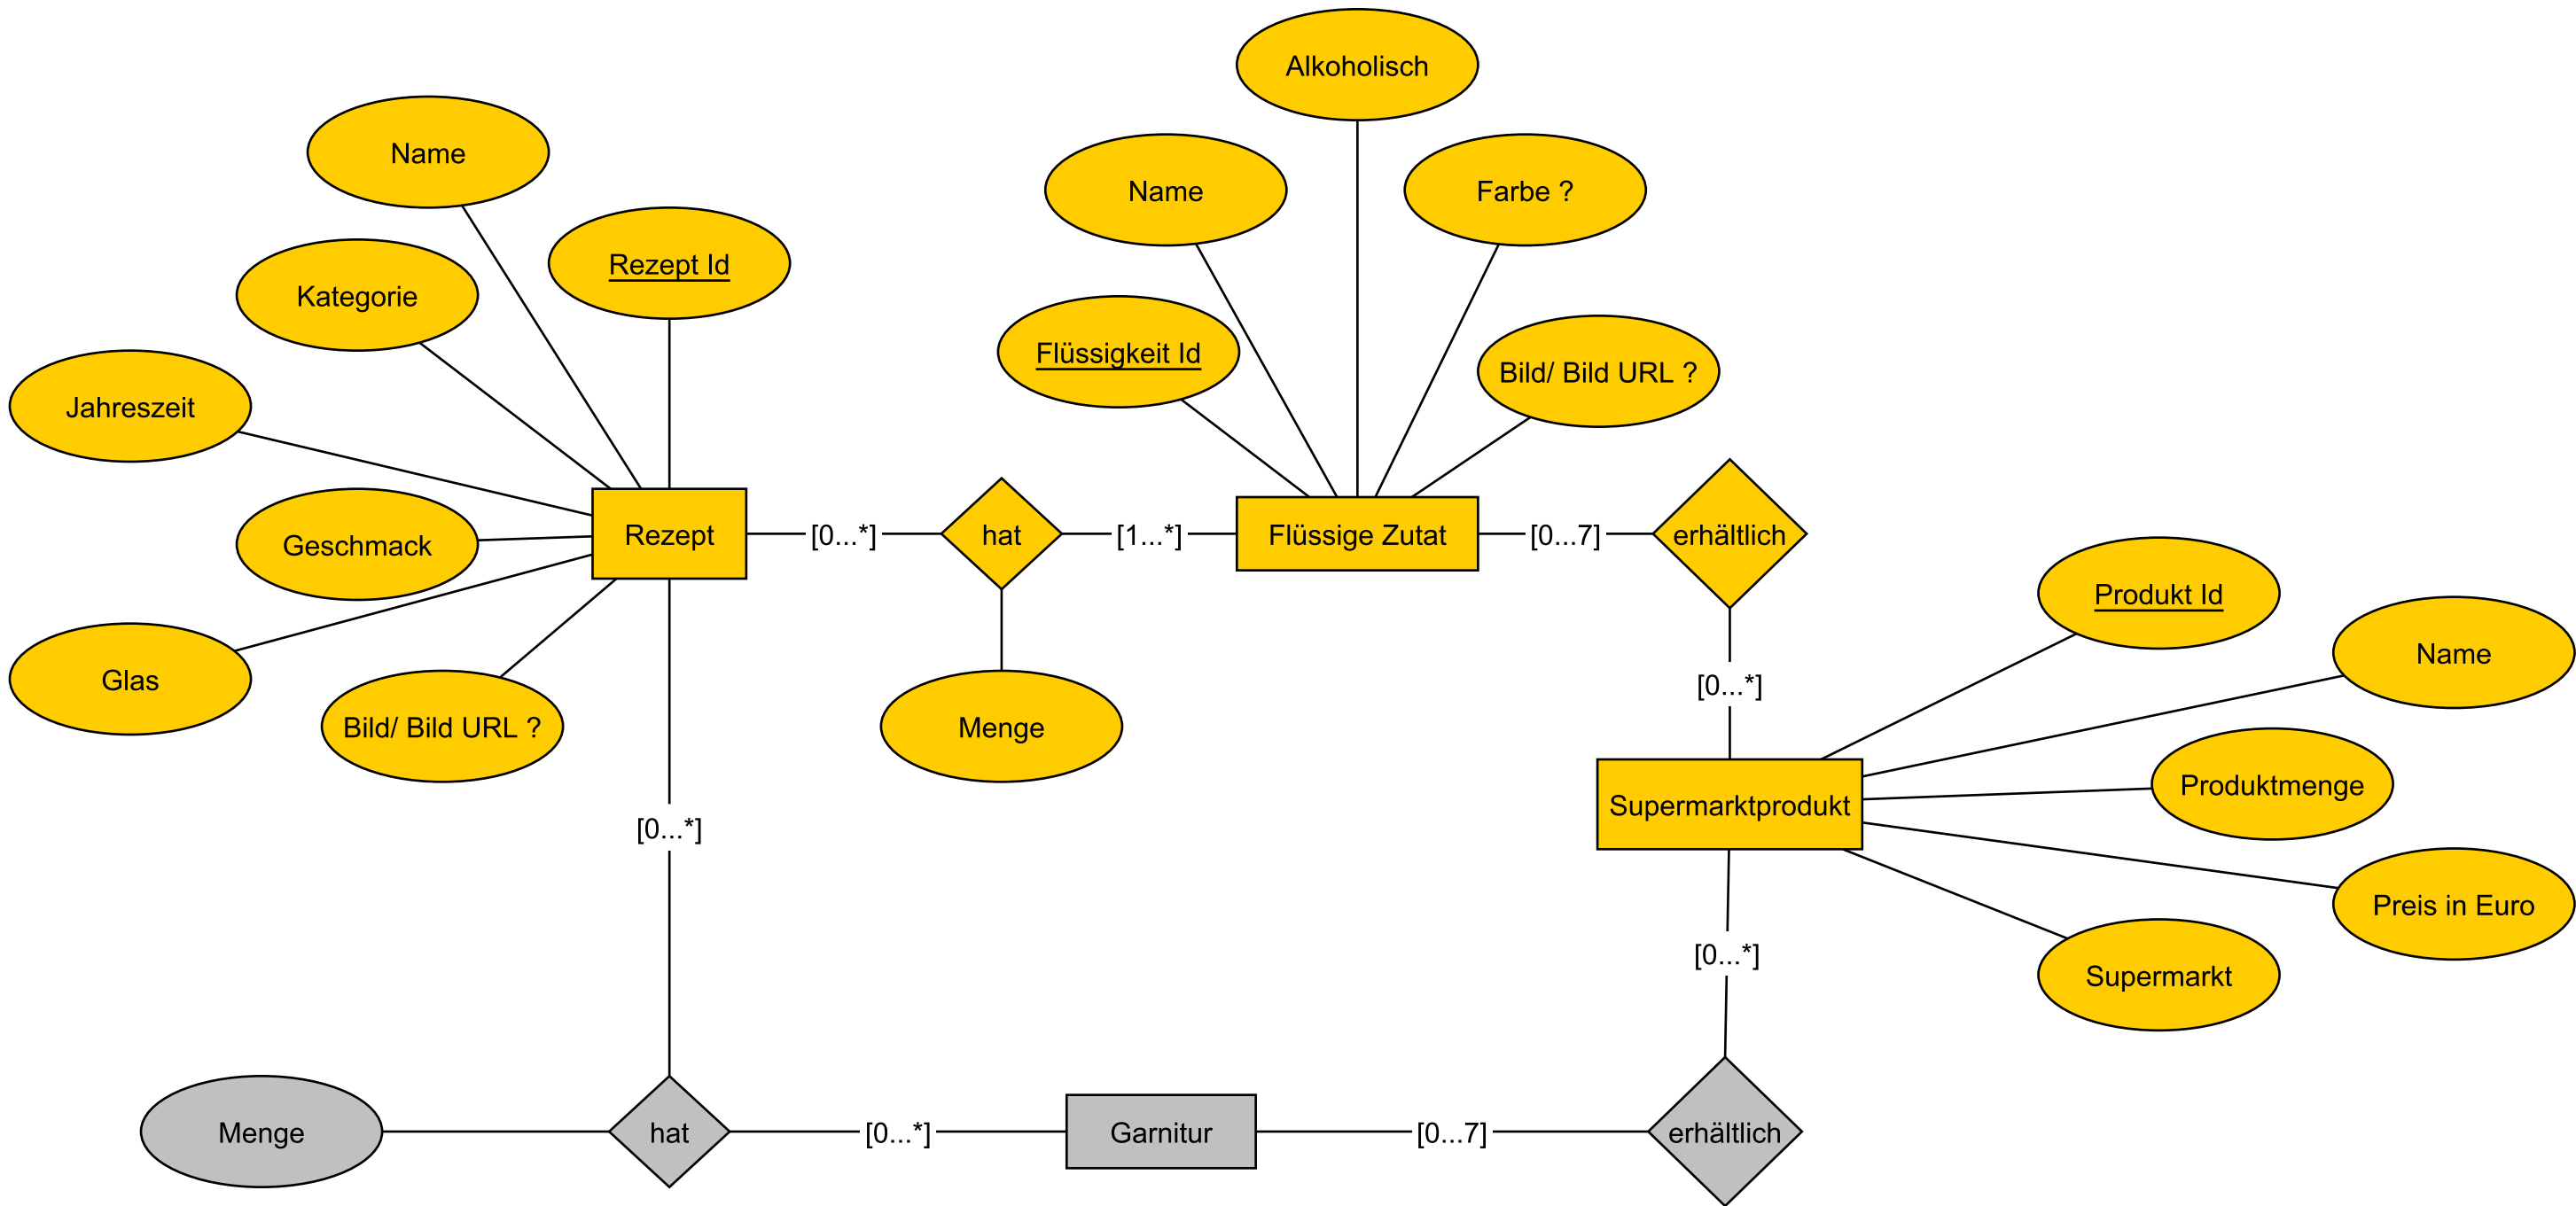 Alkoholisch
Name
Name
Farbe ?
Rezept Id
Kategorie
Flüssigkeit Id
Bild/ Bild URL ?
Jahreszeit
Geschmack
Rezept
[0...*]
hat
[1...*]
Flüssige Zutat
[0...7]
erhältlich
Produkt Id
Name
Glas
[0...*]
Bild/ Bild URL ?
Menge
Produktmenge
Supermarktprodukt
[0...*]
Preis in Euro
[0...*]
Supermarkt
Menge
hat
[0...*]
Garnitur
[0...7]
erhältlich